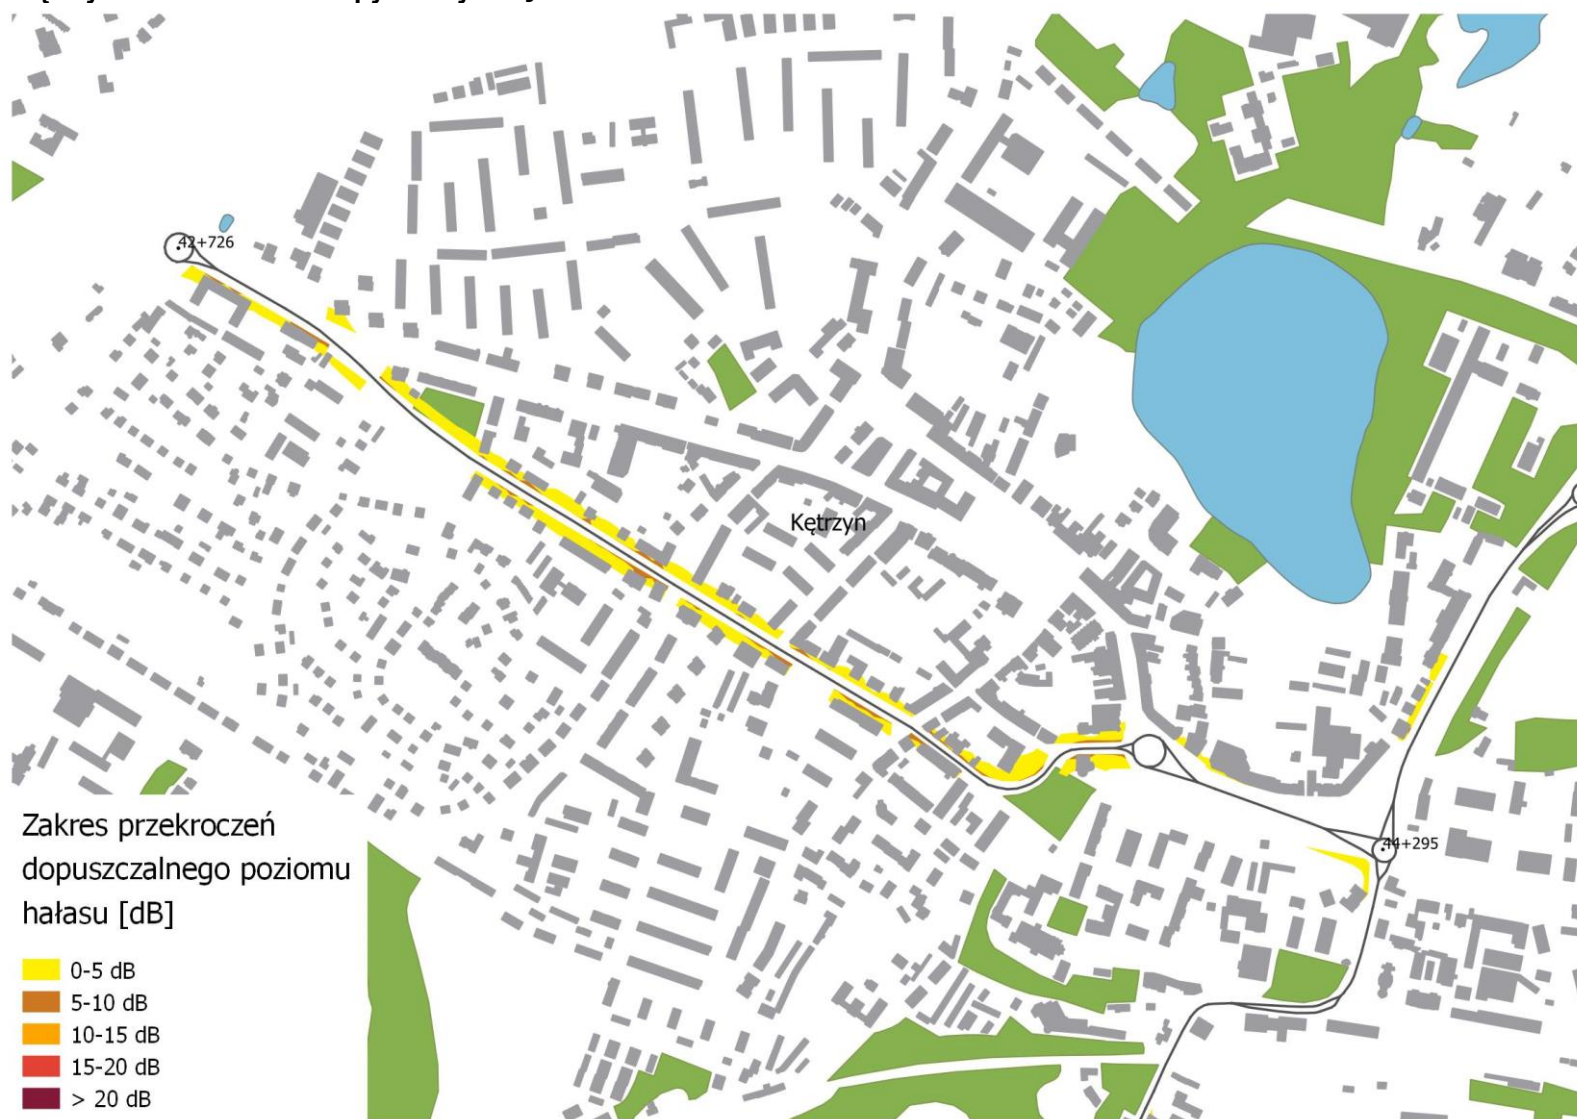 42+726
Kętrzyn
44+295
Zakres przekroczeń
dopuszczalnego poziomu
hałasu [dB]
0-5 dB
5-10 dB
10-15 dB
15-20 dB
> 20 dB